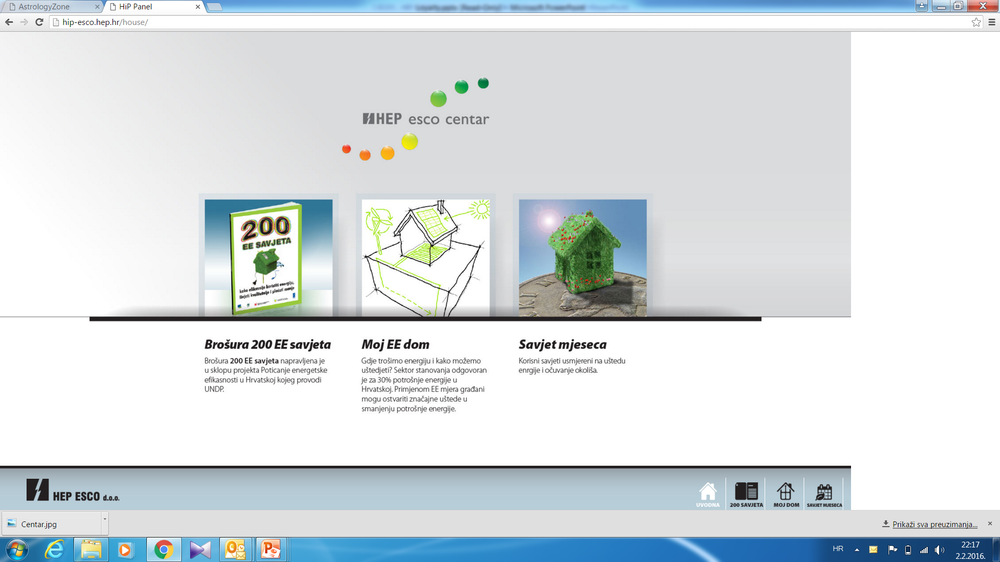 AstrologyZone
HiP Panel
hip-esco.hep.hr/house/
HEP esco centar
200
EE SAVJETA
kako efikasnije koristiti energiju,
živjeti kvalitetnije i plaćati manje
Brošura 200 EE savjeta
Brošura 200 EE savjeta napravljena je
u sklopu projekta Poticanje energetske
efikasnosti u Hrvatskoj kojeg provodi
UNDP.
Moj EE dom
Gdje trošimo energiju i kako možemo
uštedjeti? Sektor stanovanja odgovoran
je za 30% potrošnje energije u
Hrvatskoj. Primjenom EE mjera građani
mogu ostvariti značajne uštede u
smanjenju potrošnje energije.
Savjet mjeseca
Korisni savjeti usmjereni na uštedu
enrgije i očuvanje okoliša.
HEP ESCO d.o.o.
UVODNA
200 SAVJETA
MOJ DOM
SAVJET MJESECA
Centar.jpg
Prikaži sva preuzimanja...
HR
22:17
2.2.2016.